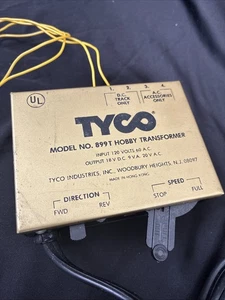 1. 2. 3. 4.
D.C. TRACK ONLY
A.C. ACCESSORIES ONLY
UL
TYCO
MODEL NO. 899T HOBBY TRANSFORMER
INPUT 120 VOLTS 60 A.C.
OUTPUT 18 V D.C. 9 V.A. 20 V A.C.
TYCO INDUSTRIES, INC., WOODBURY HEIGHTS, N.J. 08097
MADE IN HONG KONG
DIRECTION
FWD REV
SPEED
STOP FULL